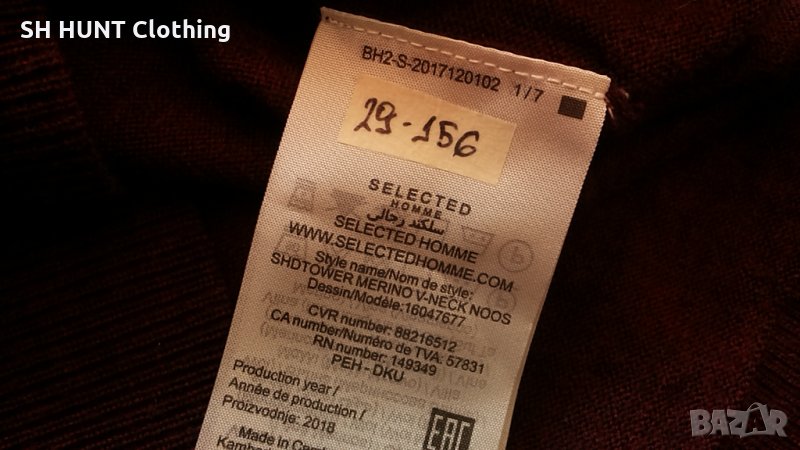 SH HUNT Clothing
BH2-S-2017120102 1/7
29-156
SELECTED
HOMME
سلكتد رجالي
SELECTED HOMME
WWW.SELECTEDHOMME.COM
Style name/Nom de style:
SHDTOWER MERINO V-NECK NOOS
Dessin/Modèle:16047677
CVR number: 88216512
CA number/Numéro de TVA: 57831
RN number: 149349
PEH - DKU
Production year /
Année de production /
Proizvodnje: 2018
EAC
Made in
BAZAR